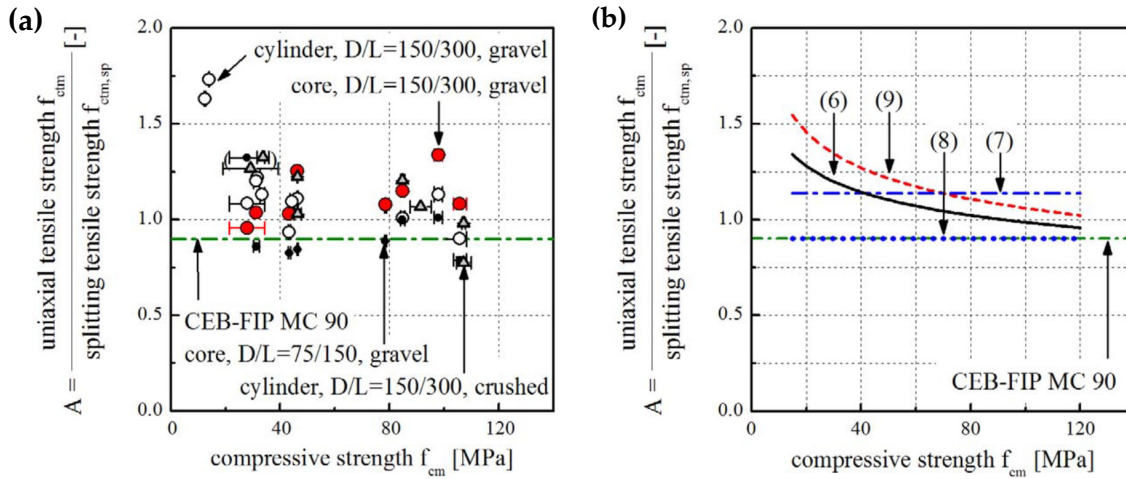 (a)
A = uniaxial tensile strength f_ctm / splitting tensile strength f_ctm, sp [-]
2.0
1.5
1.0
0.5
0.0
cylinder, D/L=150/300, gravel
core, D/L=150/300, gravel
( )
CEB-FIP MC 90
core, D/L=75/150, gravel
cylinder, D/L=150/300, crushed
0 40 80 120
compressive strength f_cm [MPa]
(b)
A = uniaxial tensile strength f_ctm / splitting tensile strength f_ctm, sp [-]
2.0
1.5
1.0
0.5
0.0
(6) (9) (8) (7)
CEB-FIP MC 90
0 40 80 120
compressive strength f_cm [MPa]